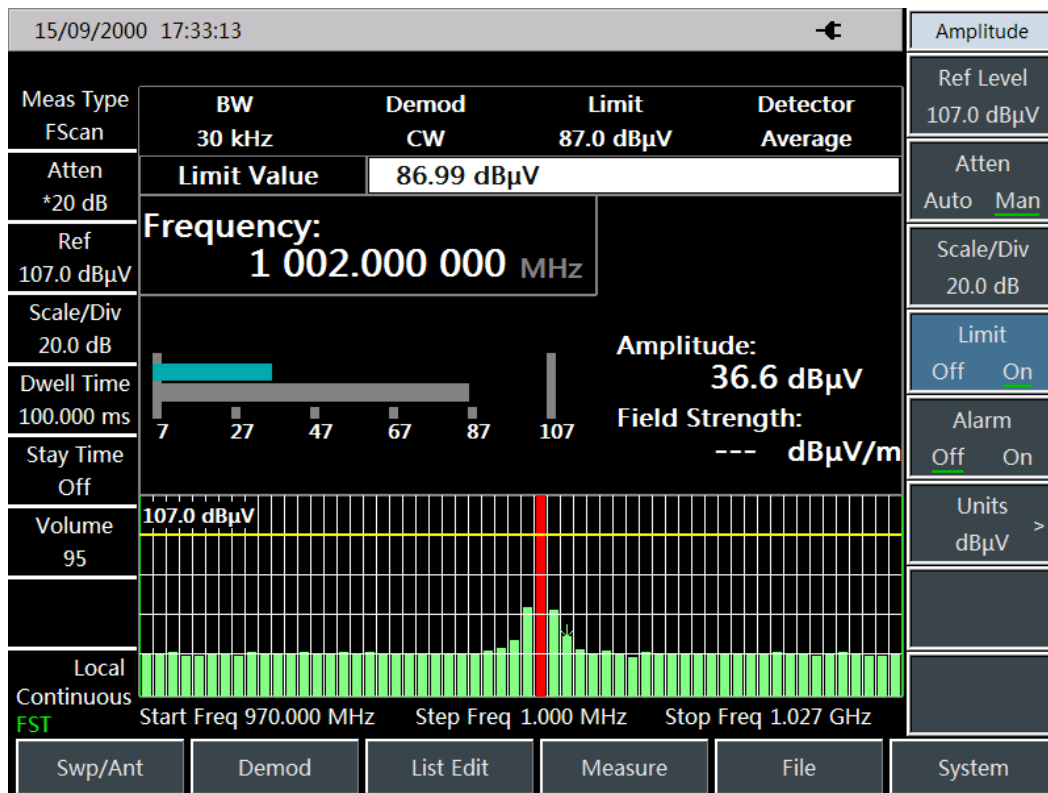 15/09/2000 17:33:13
Amplitude
Meas Type
FScan
Atten
*20 dB
Ref
107.0 dBµV
Scale/Div
20.0 dB
Dwell Time
100.000 ms
Stay Time
Off
Volume
95
Local
Continuous
FST
BW Demod Limit Detector
30 kHz CW 87.0 dBµV Average
Limit Value 86.99 dBµV
Frequency:
1 002.000 000 MHz
Amplitude:
36.6 dBµV
Field Strength:
--- dBµV/m
7 27 47 67 87 107
107.0 dBµV
Start Freq 970.000 MHz Step Freq 1.000 MHz Stop Freq 1.027 GHz
Ref Level
107.0 dBµV
Atten
Auto Man
Scale/Div
20.0 dB
Limit
Off On
Alarm
Off On
Units >
dBµV
Swp/Ant Demod List Edit Measure File System